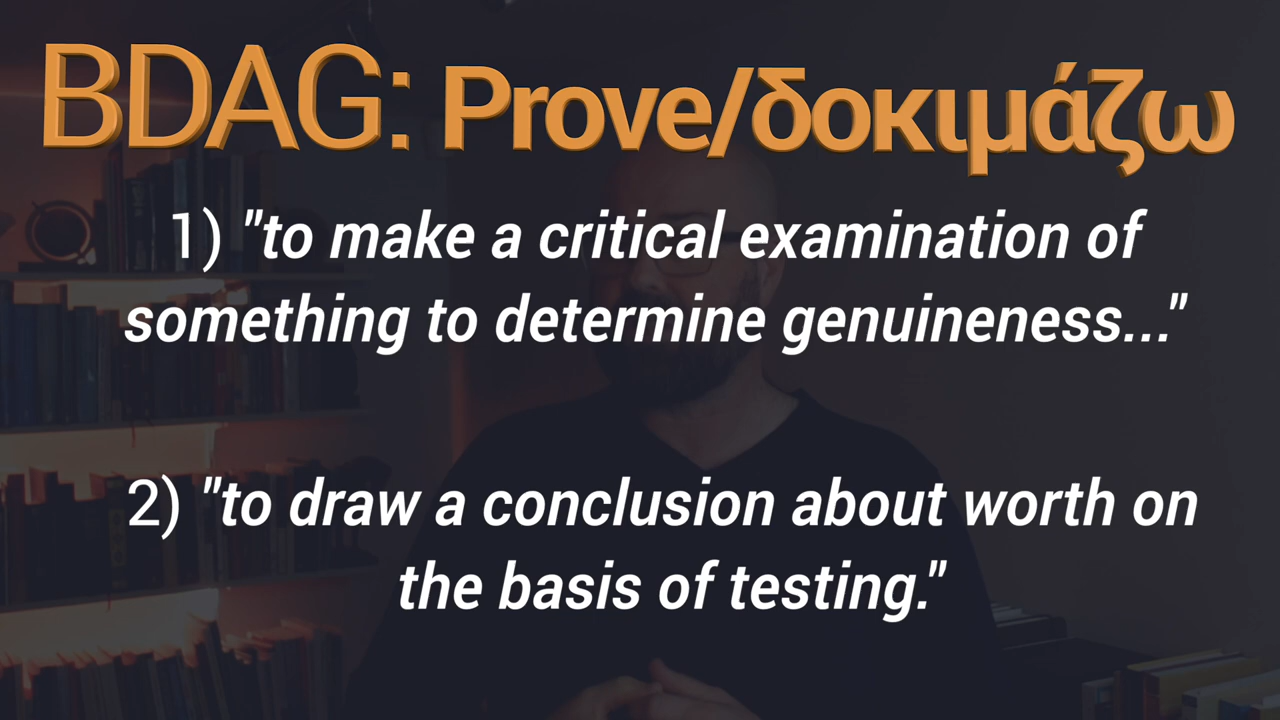 BDAG: Prove/δοκιμάζω
1) "to make a critical examination of
something to determine genuineness..."
2) "to draw a conclusion about worth on
the basis of testing."